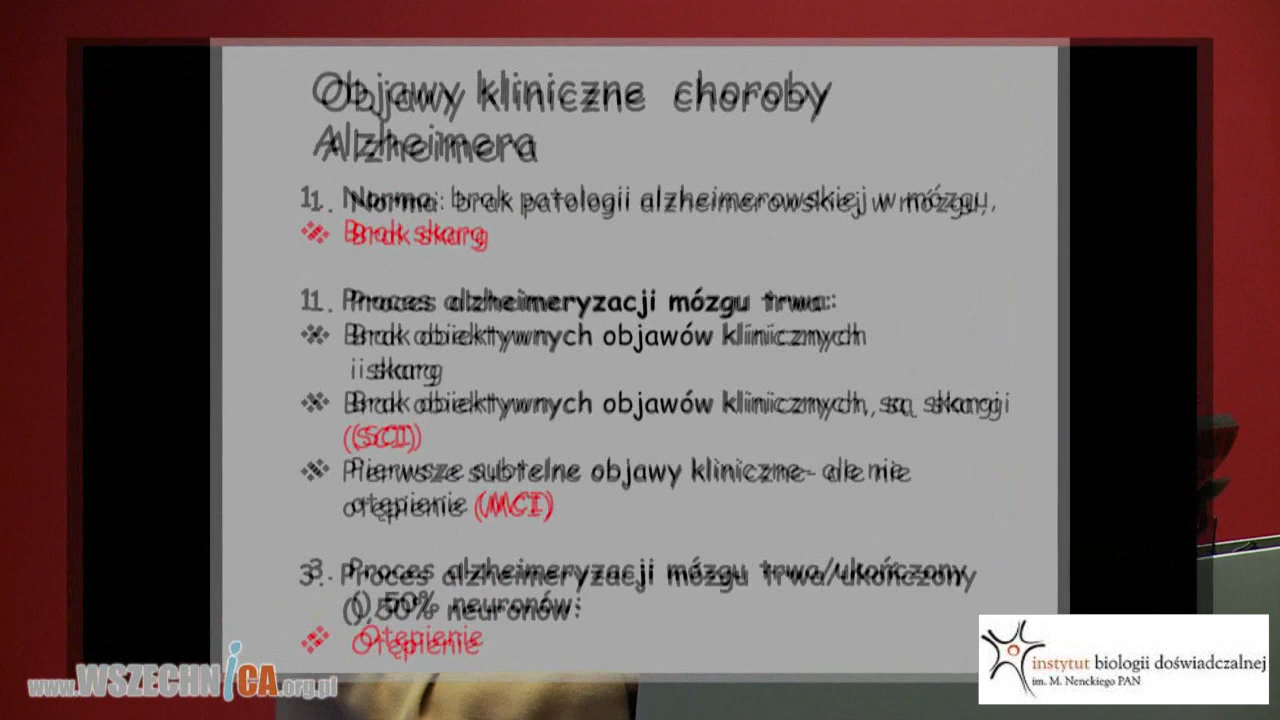 Objawy kliniczne choroby
Alzheimera
1. Norma: brak patologii alzheimerowskiej w mózgu,
Brak skarg
1. Proces alzheimeryzacji mózgu trwa:
Brak obiektywnych objawów klinicznych
i skarg
Brak obiektywnych objawów klinicznych, są skargi
(SCI)
Pierwsze subtelne objawy kliniczne- ale nie
otępienie (MCI)
3. Proces alzheimeryzacji mózgu trwa/ukończony
(),50% neuronów:
Otępienie
www.WSZECHNICA.org.pl
instytut biologii doświadczalnej
im. M. Nenckiego PAN